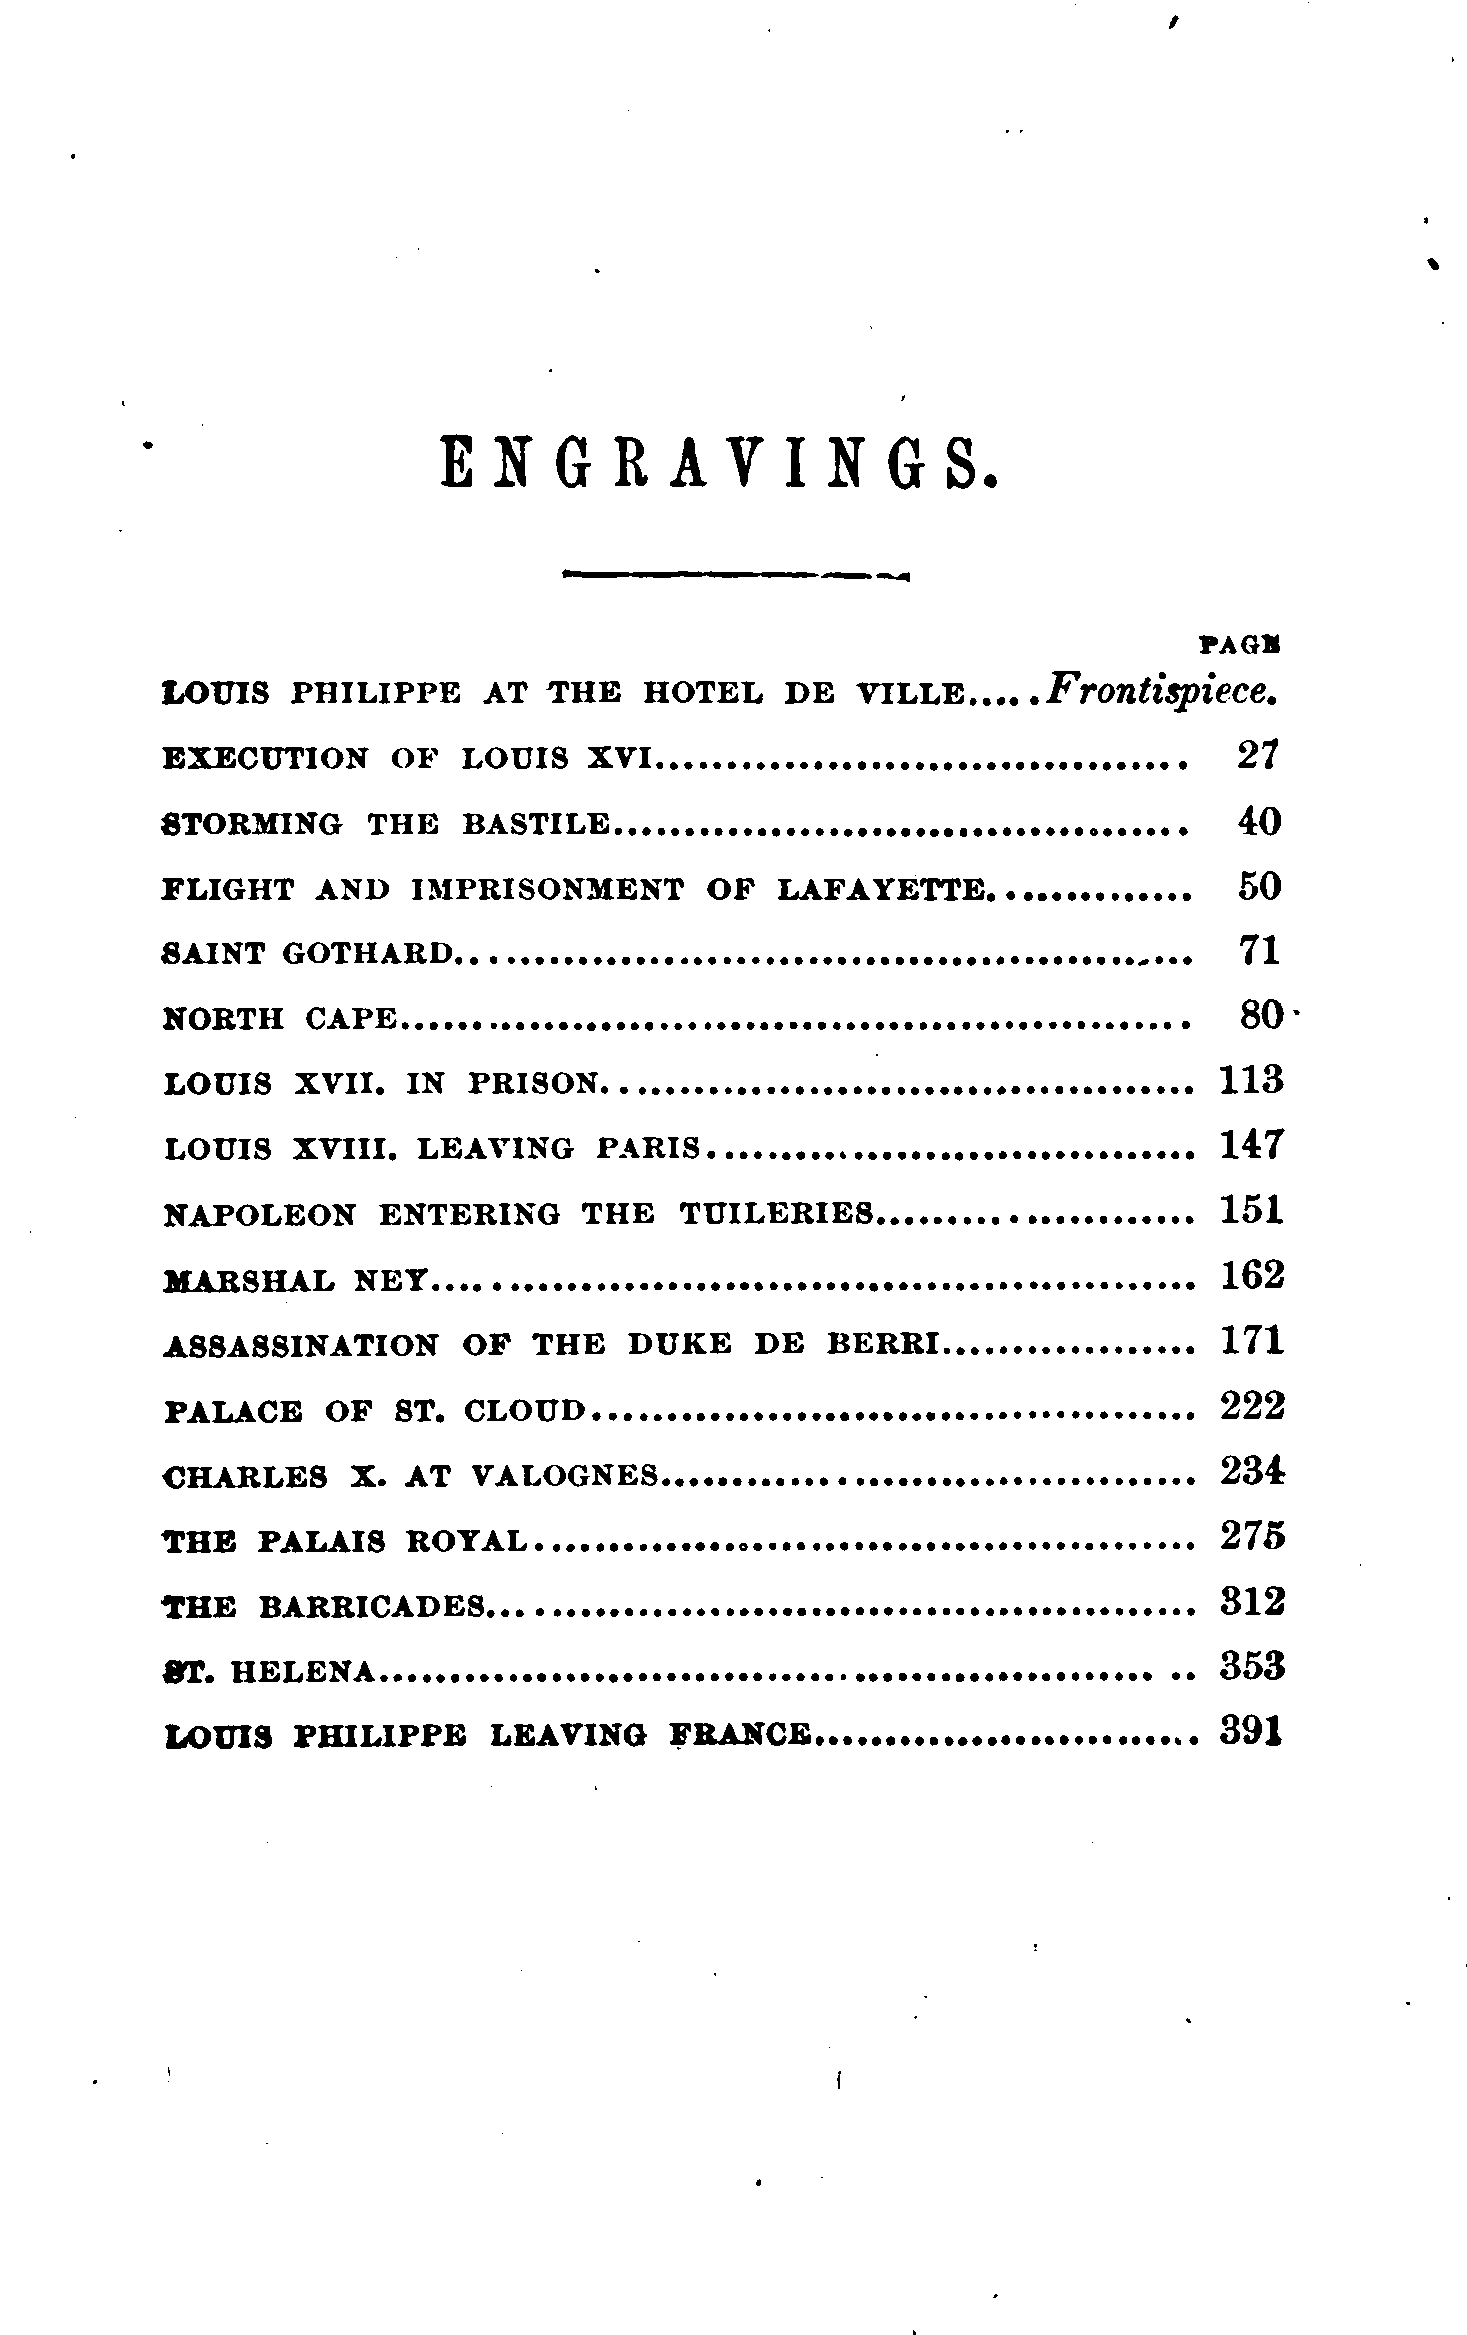 ENGRAVINGS.
PAGE
LOUIS PHILIPPE AT THE HOTEL DE VILLE.....Frontispiece.
EXECUTION OF LOUIS XVI...................................... 27
STORMING THE BASTILE........................................ 40
FLIGHT AND IMPRISONMENT OF LAFAYETTE.............. 50
SAINT GOTHARD.................................................. 71
NORTH CAPE...................................................... 80
LOUIS XVII. IN PRISON......................................... 113
LOUIS XVIII. LEAVING PARIS.................................. 147
NAPOLEON ENTERING THE TUILERIES...................... 151
MARSHAL NEY.................................................... 162
ASSASSINATION OF THE DUKE DE BERRI.................. 171
PALACE OF ST. CLOUD.......................................... 222
CHARLES X. AT VALOGNES..................................... 234
THE PALAIS ROYAL.............................................. 275
THE BARRICADES................................................. 312
ST. HELENA........................................................ 353
LOUIS PHILIPPE LEAVING FRANCE........................... 391